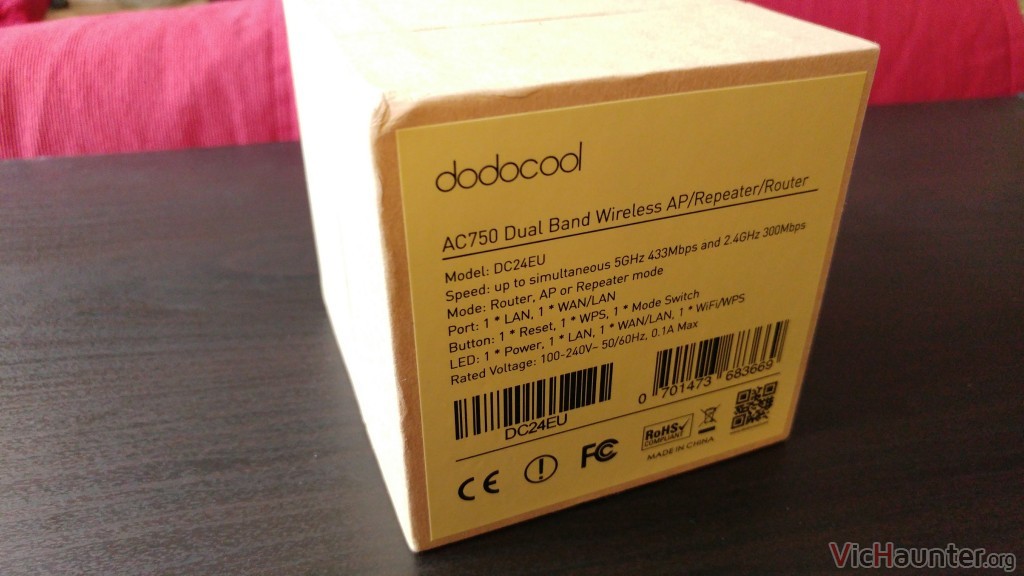 dodocool
AC750 Dual Band Wireless AP/Repeater/Router
Model: DC24EU
Speed: up to simultaneous 5GHz 433Mbps and 2.4GHz 300Mbps
Mode: Router, AP or Repeater mode
Port: 1 * LAN, 1 * WAN/LAN
Button: 1 * Reset, 1 * WPS, 1 * Mode Switch
LED: 1 * Power, 1 * LAN, 1 * WAN/LAN, 1 * WiFi/WPS
Rated Voltage: 100-240V~ 50/60Hz, 0.1A Max
DC24EU
0 701473 683669
CE
FC
RoHS
COMPLIANT
MADE IN CHINA
VicHaunter.org